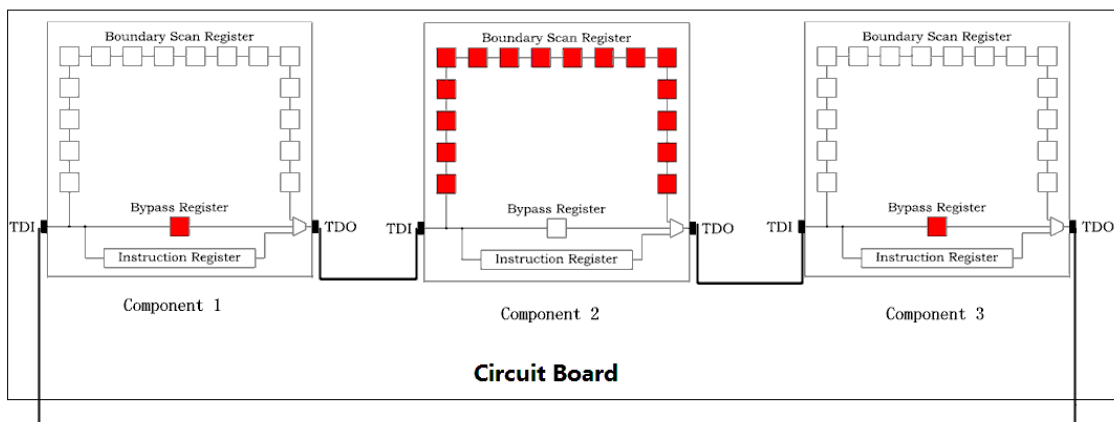 Boundary Scan Register
Bypass Register
TDI
TDO
Instruction Register
Component 1
Boundary Scan Register
Bypass Register
TDI
TDO
Instruction Register
Component 2
Boundary Scan Register
Bypass Register
TDI
TDO
Instruction Register
Component 3
Circuit Board